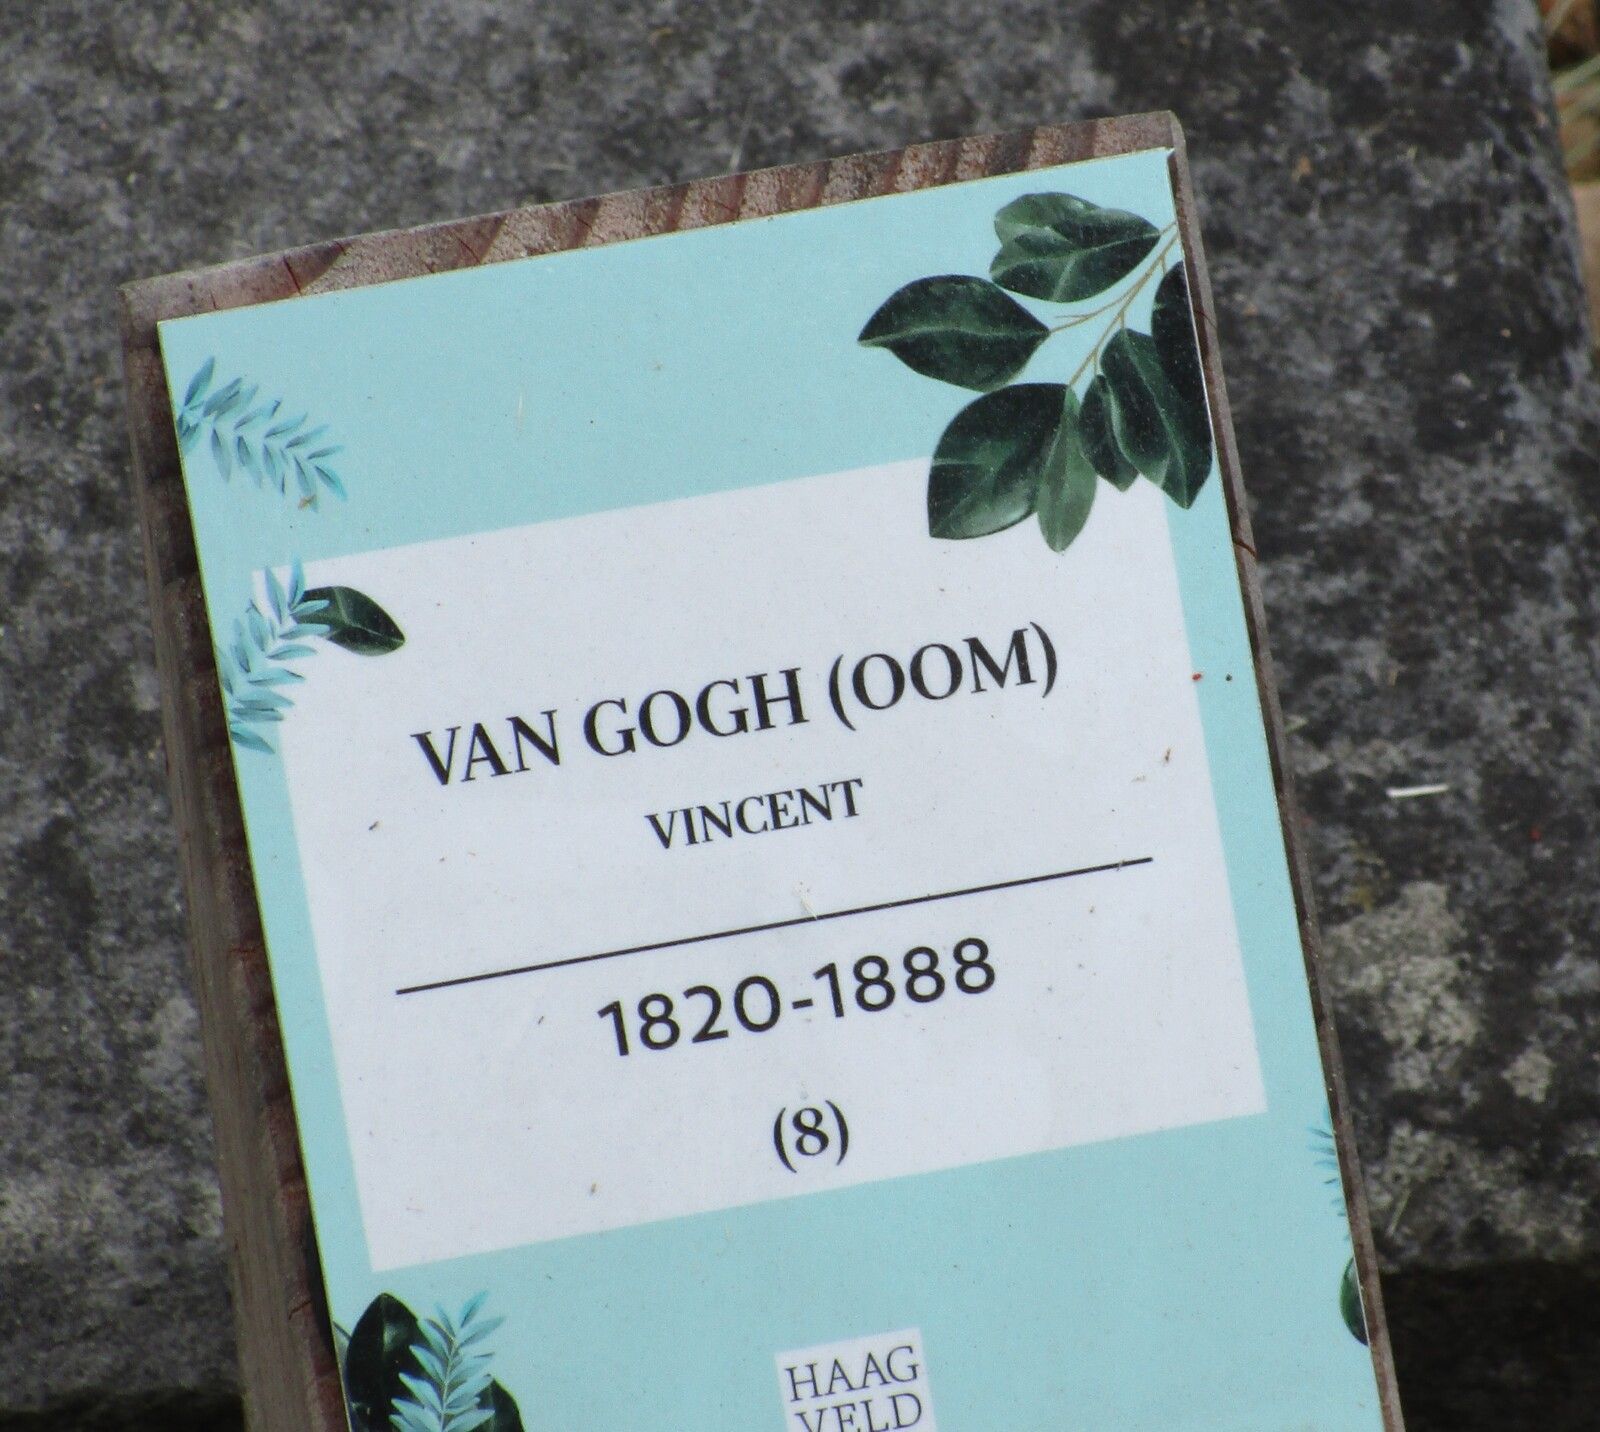 VAN GOGH (OOM)
VINCENT
1820-1888
(8)
HAAG
VELD